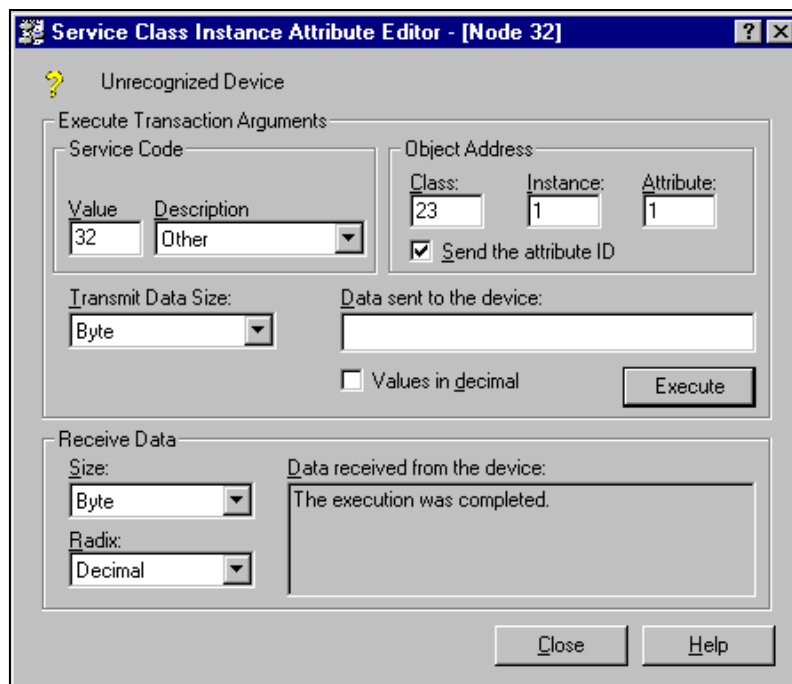 Service Class Instance Attribute Editor - [Node 32]
Unrecognized Device
Execute Transaction Arguments
Service Code
Value Description
32 Other
Object Address
Class: Instance: Attribute:
23 1 1
Send the attribute ID
Transmit Data Size:
Byte
Data sent to the device:
Values in decimal
Execute
Receive Data
Size:
Byte
Radix:
Decimal
Data received from the device:
The execution was completed.
Close Help